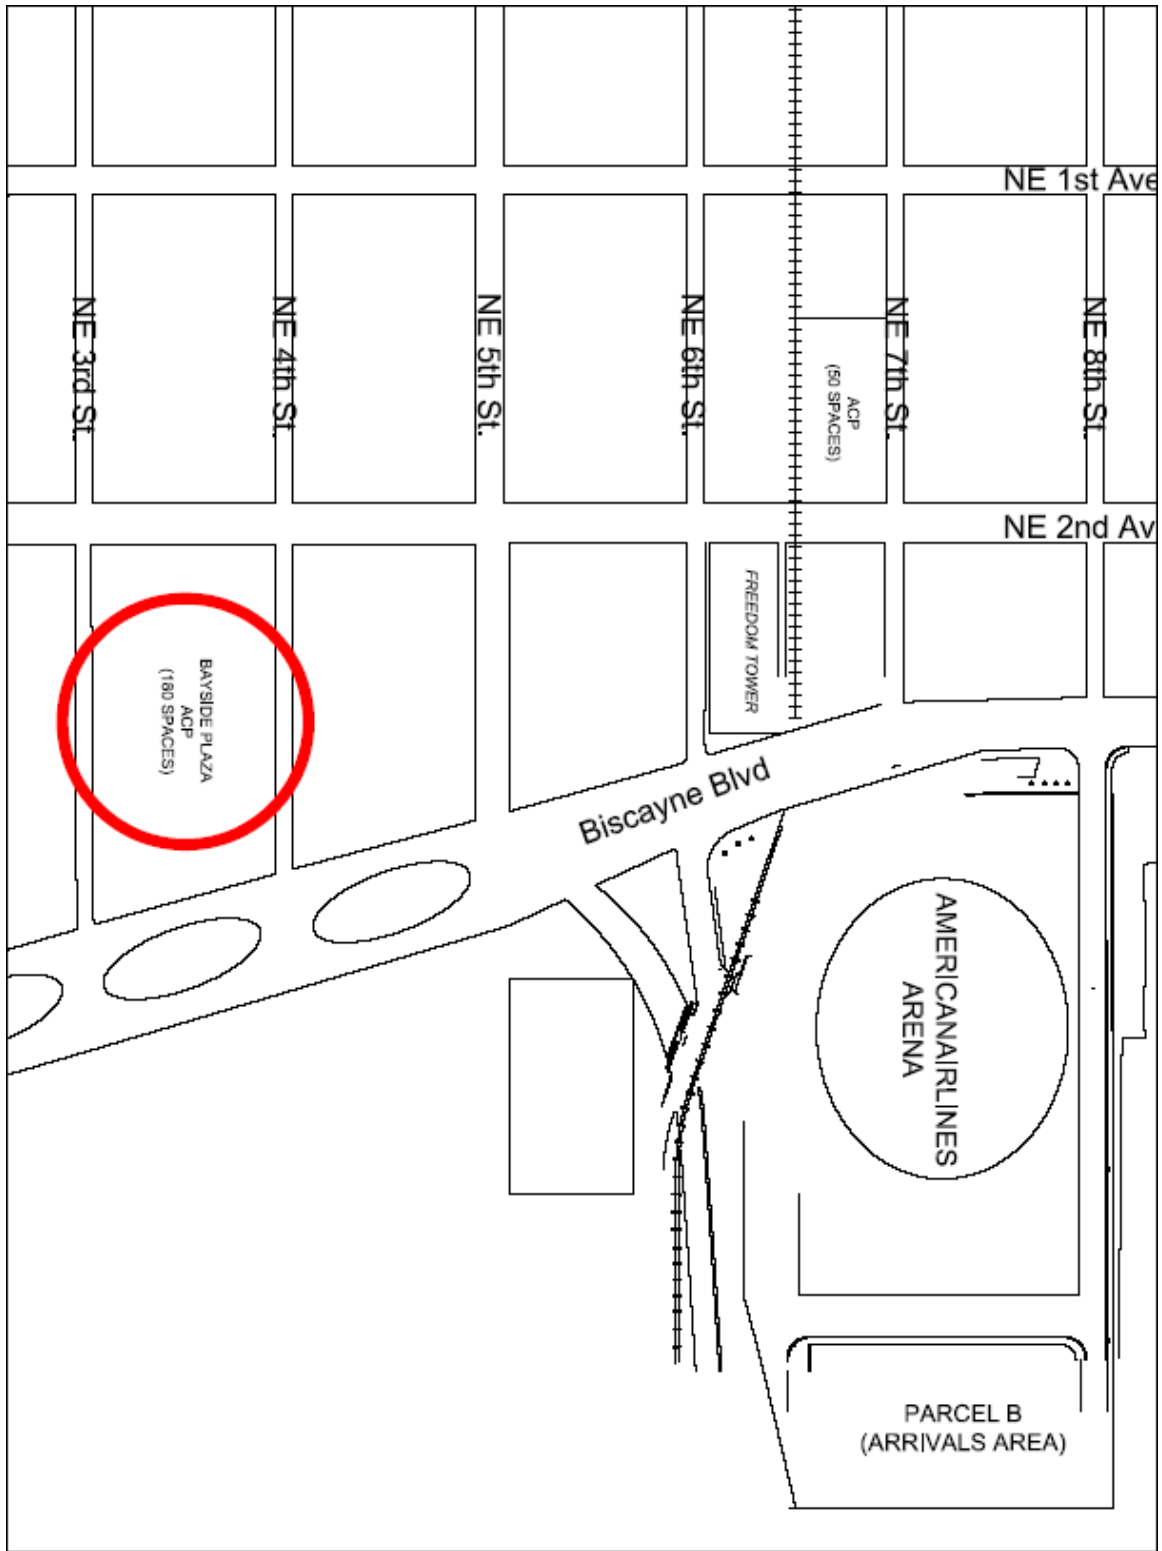 NE 1st Ave
NE 3rd St.
NE 4th St.
NE 5th St.
NE 6th St.
NE 7th St.
NE 8th St.
ACP
(50 SPACES)
NE 2nd Av
FREEDOM TOWER
BAYSIDE PLAZA
ACP
(180 SPACES)
Biscayne Blvd
AMERICANAIRLINES
ARENA
PARCEL B
(ARRIVALS AREA)